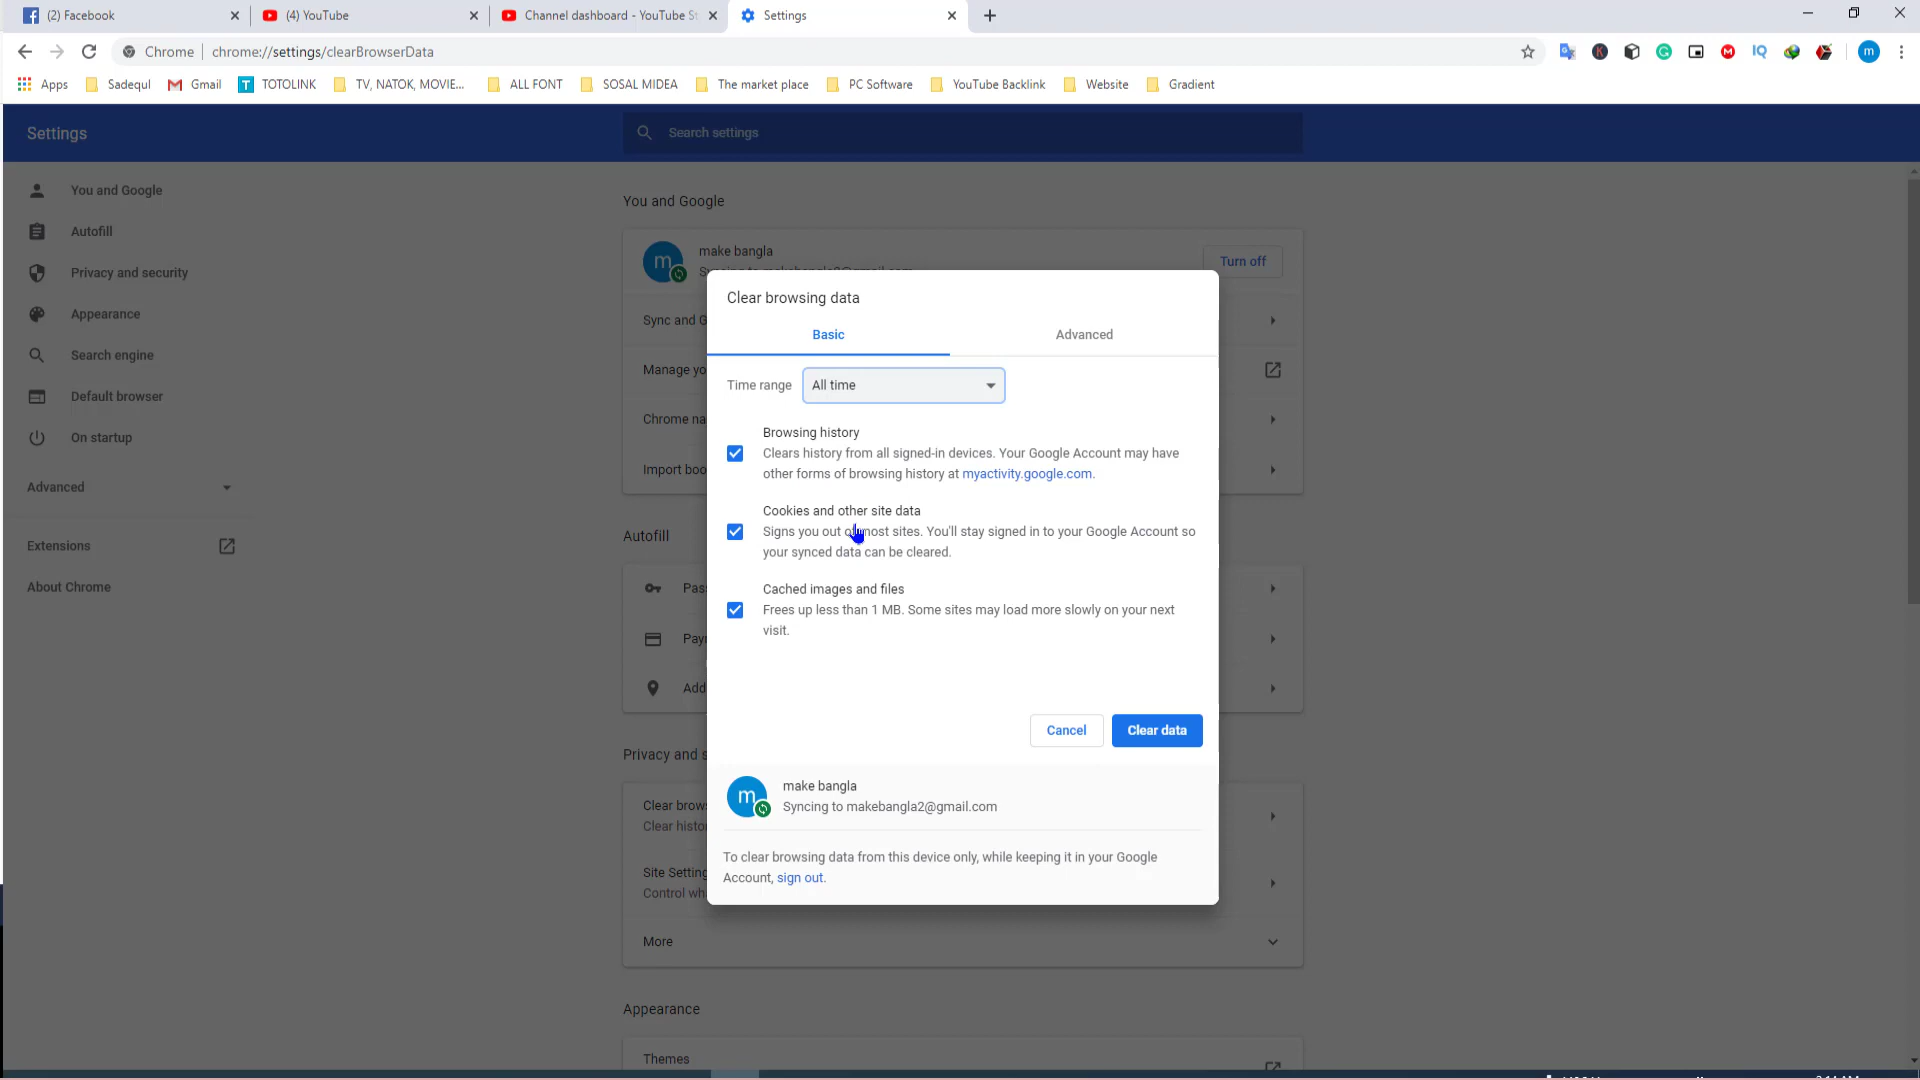 (2) Facebook
(4) YouTube
Channel dashboard - YouTube St
Settings
Chrome
chrome://settings/clearBrowserData
Apps
Sadequl
Gmail
TOTOLINK
TV, NATOK, MOVIE...
ALL FONT
SOSAL MIDEA
The market place
PC Software
YouTube Backlink
Website
Gradient
Settings
Search settings
You and Google
Autofill
Privacy and security
Appearance
Search engine
Default browser
On startup
Advanced
Extensions
About Chrome
You and Google
make bangla
Turn off
Sync and G
Manage yo
Chrome na
Import boo
Autofill
Pas
Pay
Add
Privacy and s
Clear brow
Clear histo
Site Setting
Control wh
More
Appearance
Themes
Clear browsing data
Basic
Advanced
Time range
All time
Browsing history
Clears history from all signed-in devices. Your Google Account may have
other forms of browsing history at myactivity.google.com.
Cookies and other site data
Signs you out of most sites. You'll stay signed in to your Google Account so
your synced data can be cleared.
Cached images and files
Frees up less than 1 MB. Some sites may load more slowly on your next
visit.
Cancel
Clear data
m
make bangla
Syncing to makebangla2@gmail.com
To clear browsing data from this device only, while keeping it in your Google
Account, sign out.